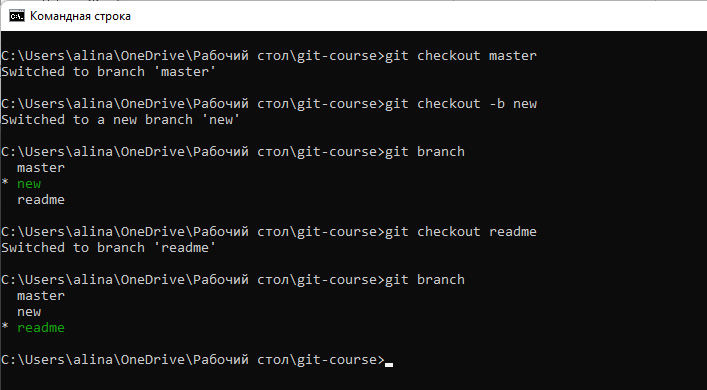 Командная строка
C:\Users\alina\OneDrive\Рабочий стол\git-course>git checkout master
Switched to branch 'master'
C:\Users\alina\OneDrive\Рабочий стол\git-course>git checkout -b new
Switched to a new branch 'new'
C:\Users\alina\OneDrive\Рабочий стол\git-course>git branch
  master
* new
  readme
C:\Users\alina\OneDrive\Рабочий стол\git-course>git checkout readme
Switched to branch 'readme'
C:\Users\alina\OneDrive\Рабочий стол\git-course>git branch
  master
  new
* readme
C:\Users\alina\OneDrive\Рабочий стол\git-course>